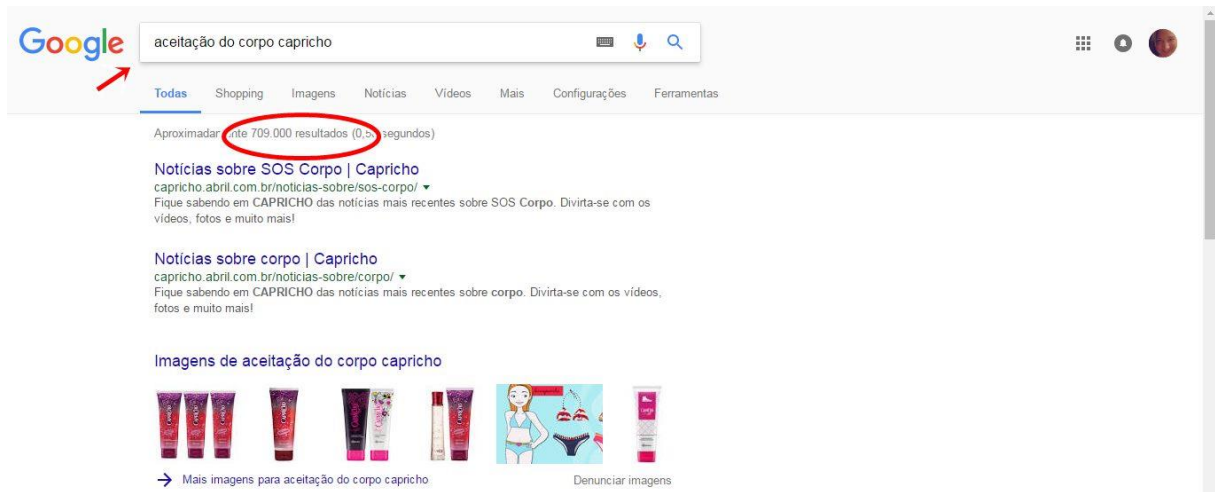 Google
aceitação do corpo capricho
Todas Shopping Imagens Notícias Vídeos Mais Configurações Ferramentas
709.000 resultados segundos)
Notícias sobre SOS Corpo | Capricho
capricho.abril.com.br/noticias-sobre/sos-corpo/
Fique sabendo em CAPRICHO das notícias mais recentes sobre SOS Corpo. Divirta-se com os
vídeos, fotos e muito mais!
Notícias sobre corpo | Capricho
capricho.abril.com.br/noticias-sobre/corpo/
Fique sabendo em CAPRICHO das notícias mais recentes sobre corpo. Divirta-se com os vídeos,
fotos e muito mais!
Imagens de aceitação do corpo capricho
Mais imagens para aceitação do corpo capricho
Denunciar imagens